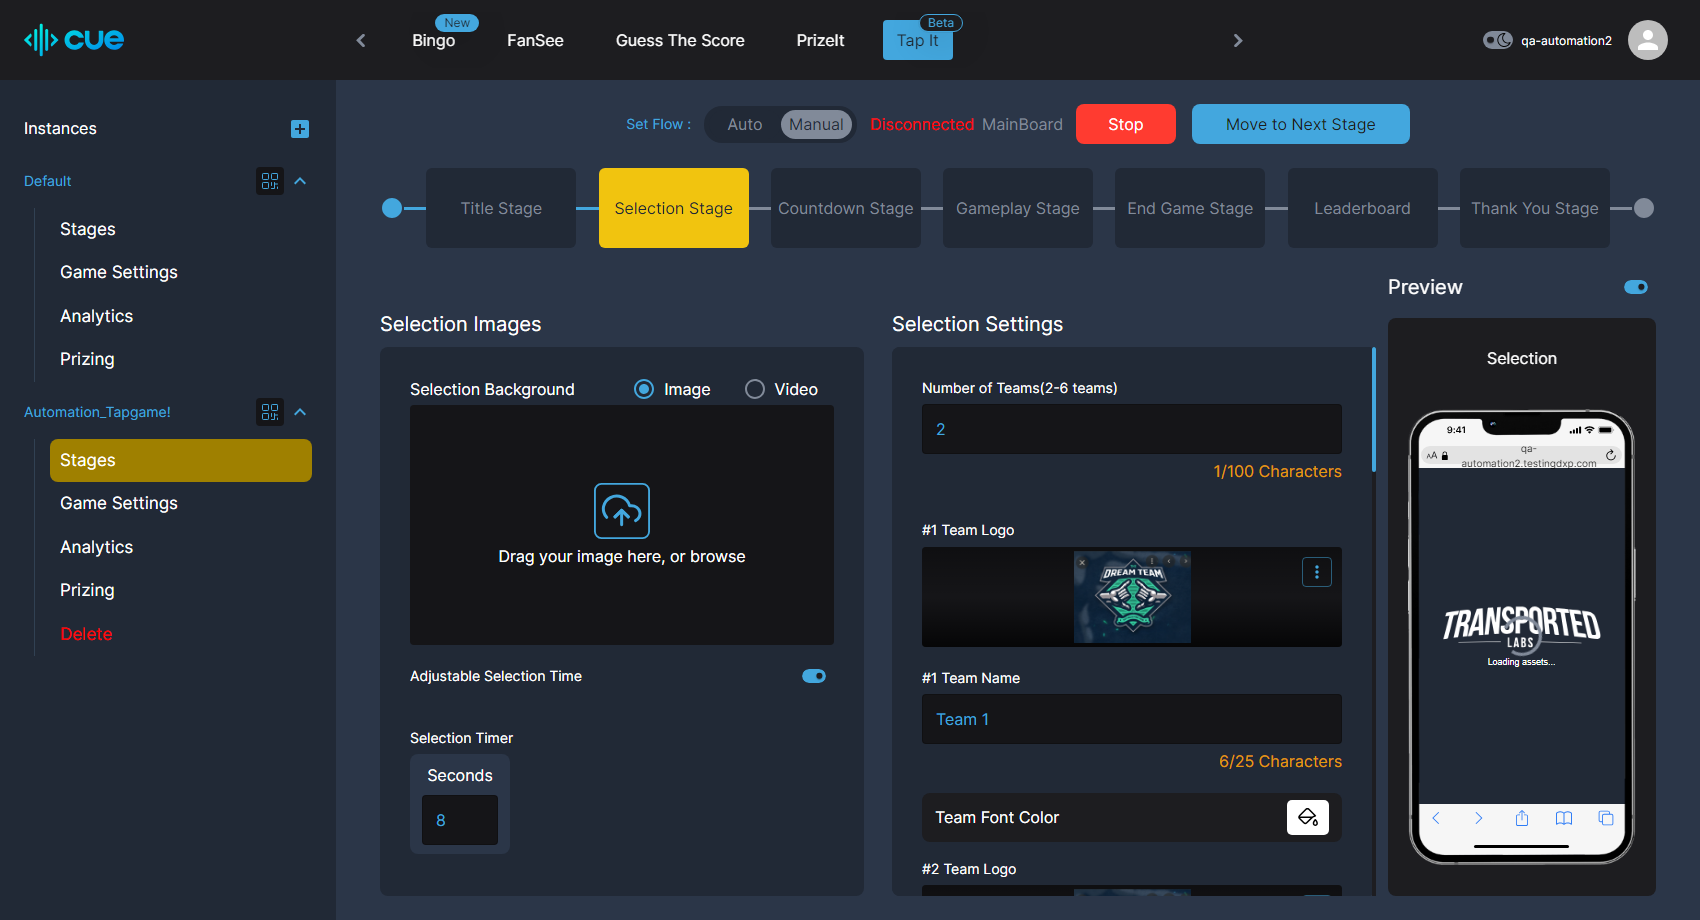 cue
New
Bingo
FanSee
Guess The Score
PrizeIt
Beta
Tap It
qa-automation2
Instances
Default
Stages
Game Settings
Analytics
Prizing
Automation_Tapgame!
Stages
Game Settings
Analytics
Prizing
Delete
Set Flow :
Auto
Manual
Disconnected MainBoard
Stop
Move to Next Stage
Title Stage
Selection Stage
Countdown Stage
Gameplay Stage
End Game Stage
Leaderboard
Thank You Stage
Selection Images
Selection Background
Image
Video
Drag your image here, or browse
Adjustable Selection Time
Selection Timer
Seconds
8
Selection Settings
Number of Teams(2-6 teams)
2
1/100 Characters
#1 Team Logo
DREAM TEAM
#1 Team Name
Team 1
6/25 Characters
Team Font Color
#2 Team Logo
Preview
Selection
9:41
AA
qa-
automation2.testingdxp.com
TRANSPORTED
LABS
Loading assets...